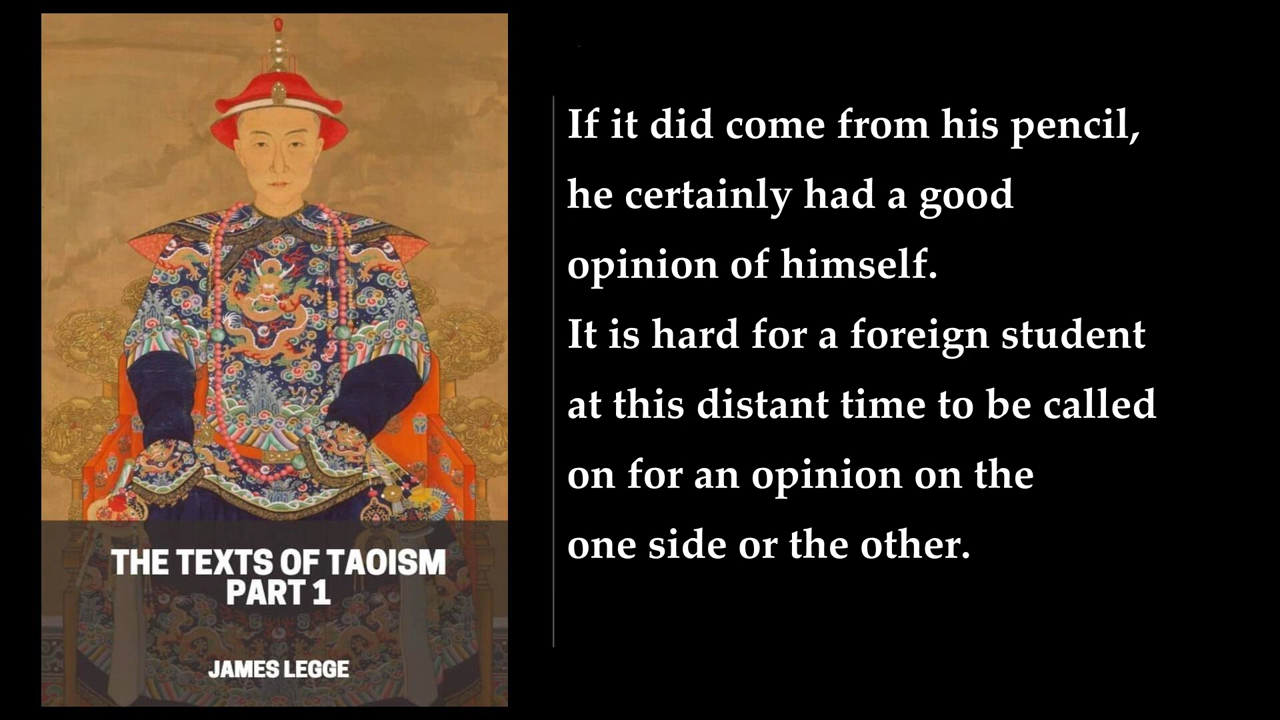 THE TEXTS OF TAOISM
PART 1
JAMES LEGGE
If it did come from his pencil,
he certainly had a good
opinion of himself.
It is hard for a foreign student
at this distant time to be called
on for an opinion on the
one side or the other.